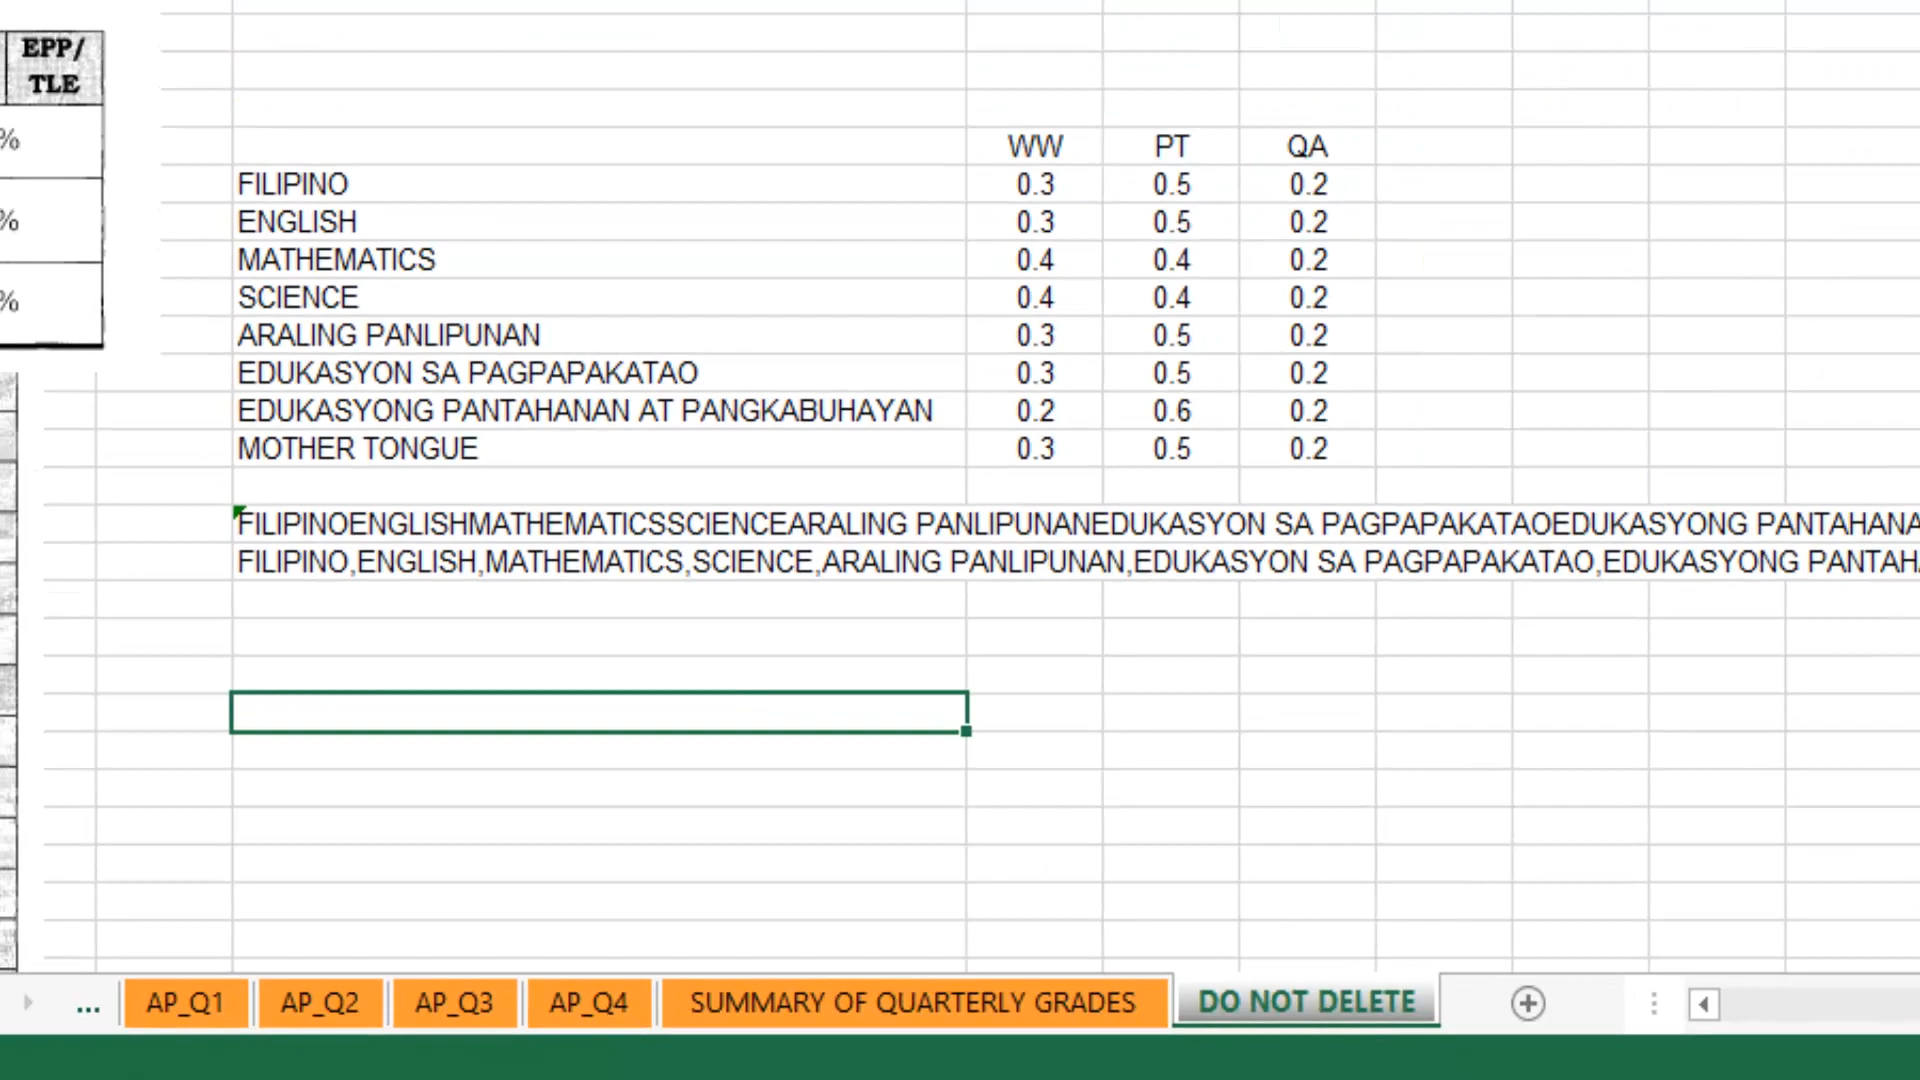 EPP/
TLE
%
%
%
WW PT QA
FILIPINO 0.3 0.5 0.2
ENGLISH 0.3 0.5 0.2
MATHEMATICS 0.4 0.4 0.2
SCIENCE 0.4 0.4 0.2
ARALING PANLIPUNAN 0.3 0.5 0.2
EDUKASYON SA PAGPAPAKATAO 0.3 0.5 0.2
EDUKASYONG PANTAHANAN AT PANGKABUHAYAN 0.2 0.6 0.2
MOTHER TONGUE 0.3 0.5 0.2
FILIPINOENGLISHMATHEMATICSSCIENCEARALING PANLIPUNANEDUKASYON SA PAGPAPAKATAOEDUKASYONG PANTAHANA
FILIPINO,ENGLISH,MATHEMATICS,SCIENCE,ARALING PANLIPUNAN,EDUKASYON SA PAGPAPAKATAO,EDUKASYONG PANTAHA
... AP_Q1 AP_Q2 AP_Q3 AP_Q4 SUMMARY OF QUARTERLY GRADES DO NOT DELETE